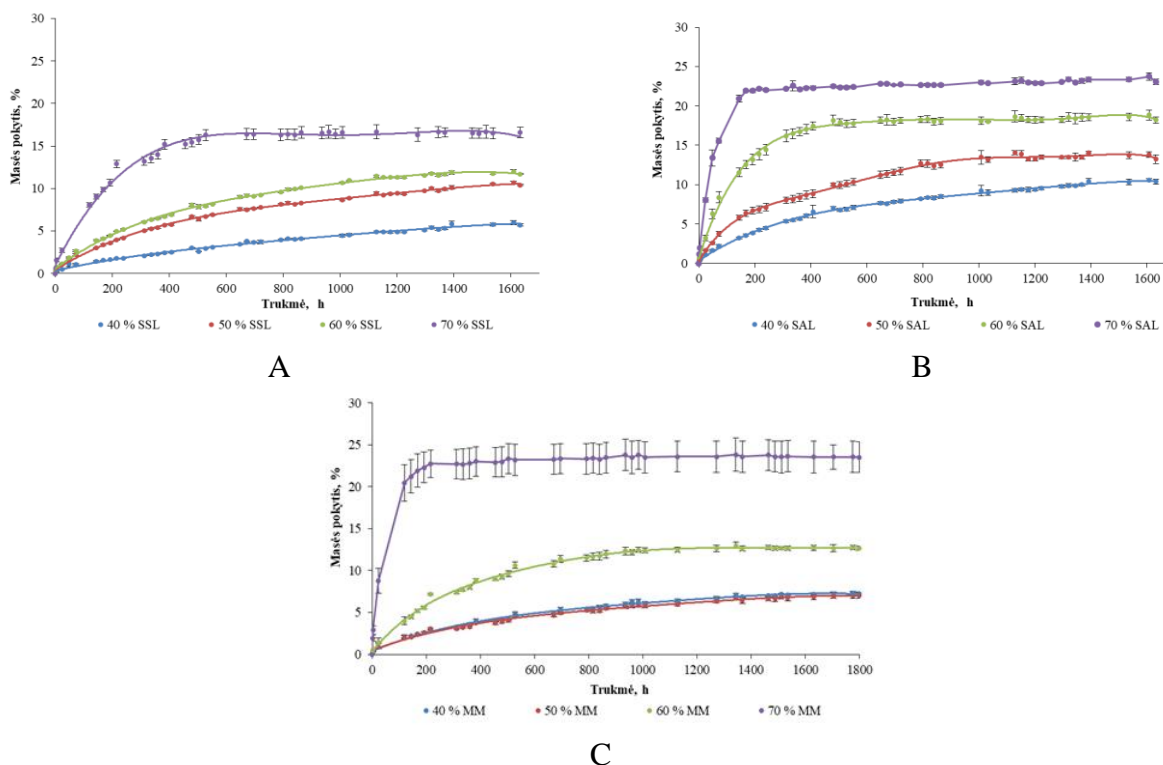 30
25
20
15
10
5
0
Masės pokytis, %
0 200 400 600 800 1000 1200 1400 1600
Trukmė, h
40 % SSL 50 % SSL 60 % SSL 70 % SSL
A
30
25
20
15
10
5
0
Masės pokytis, %
0 200 400 600 800 1000 1200 1400 1600
Trukmė, h
40 % SAL 50 % SAL 60 % SAL 70 % SAL
B
30
25
20
15
10
5
0
Masės pokytis, %
0 200 400 600 800 1000 1200 1400 1600 1800
Trukmė, h
40 % MM 50 % MM 60 % MM 70 % MM
C